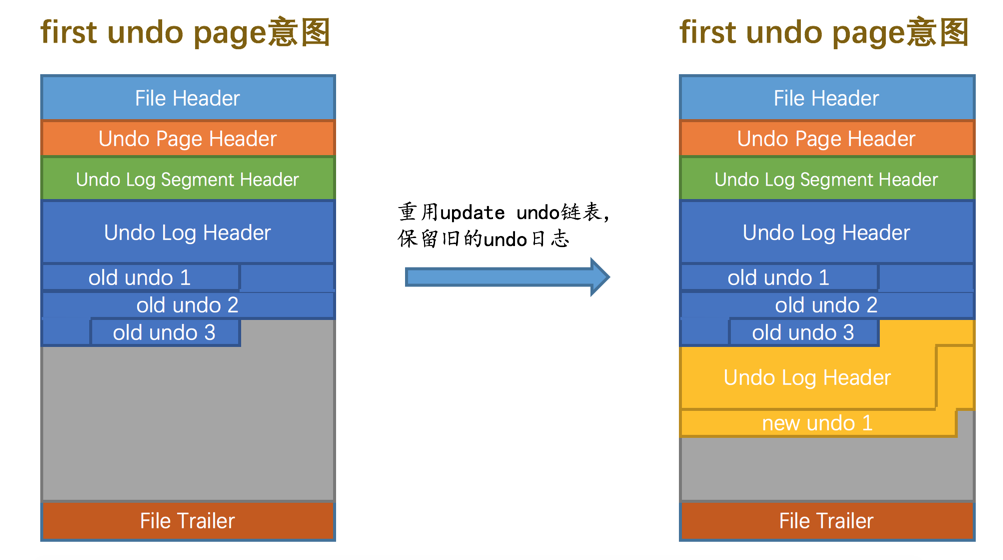 first undo page意图
File Header
Undo Page Header
Undo Log Segment Header
Undo Log Header
old undo 1
old undo 2
old undo 3
File Trailer
重用update undo链表,
保留旧的undo日志
first undo page意图
File Header
Undo Page Header
Undo Log Segment Header
Undo Log Header
old undo 1
old undo 2
old undo 3
Undo Log Header
new undo 1
File Trailer